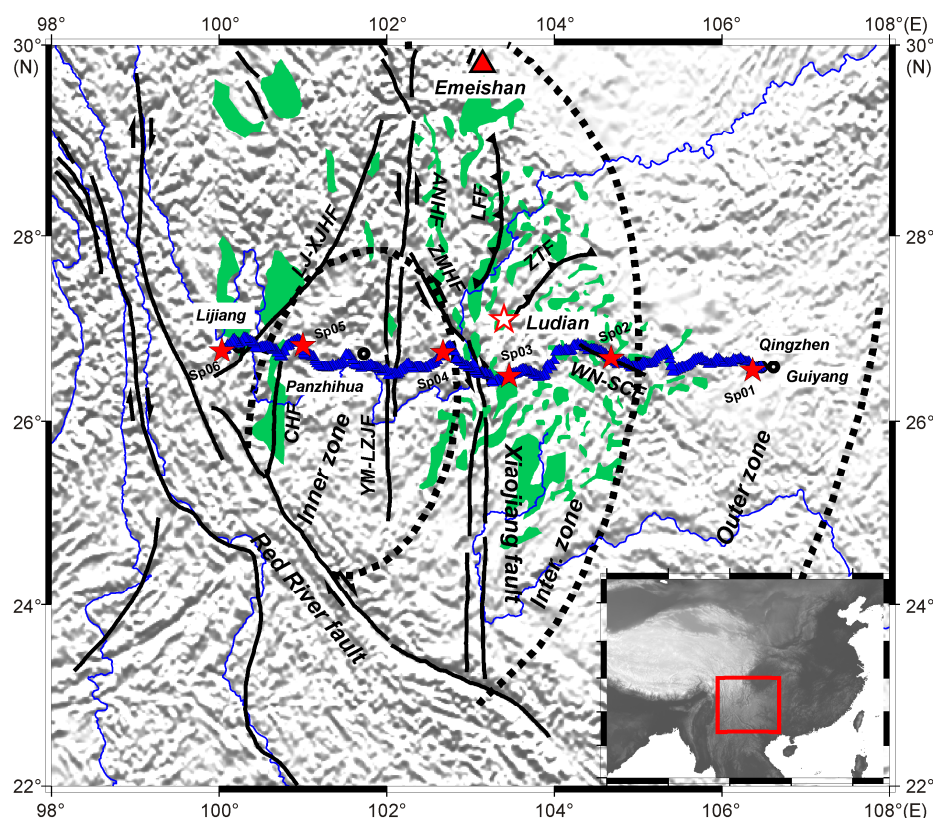 98°
100°
102°
104°
106°
108°(E)
30°
(N)
30°
(N)
Emeishan
28°
28°
LJ-XJHF
ANHF
LFF
ZMHF
ZTF
Lijiang
Sp05
Ludian
Sp02
Sp06
Sp03
Sp04
Panzhihua
WN-SCF
Qingzhen
Sp01
Guiyang
26°
26°
CHF
Inner zone
YM-LZJF
Xiaojiang fault
Inter. zone
Outer zone
Red River fault
24°
24°
22°
22°
98°
100°
102°
104°
106°
108°
(E)